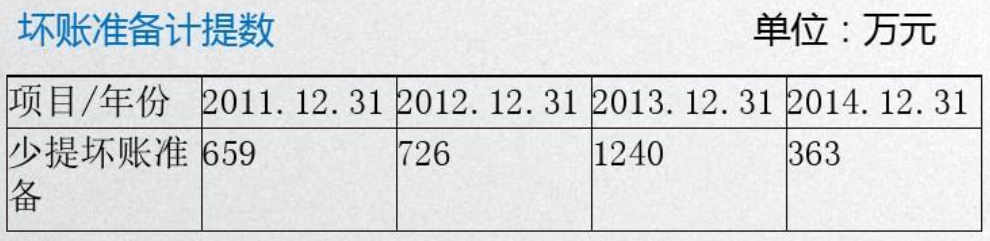 坏账准备计提数 单位：万元
项目/年份 2011.12.31 2012.12.31 2013.12.31 2014.12.31
少提坏账准 659 726 1240 363
备